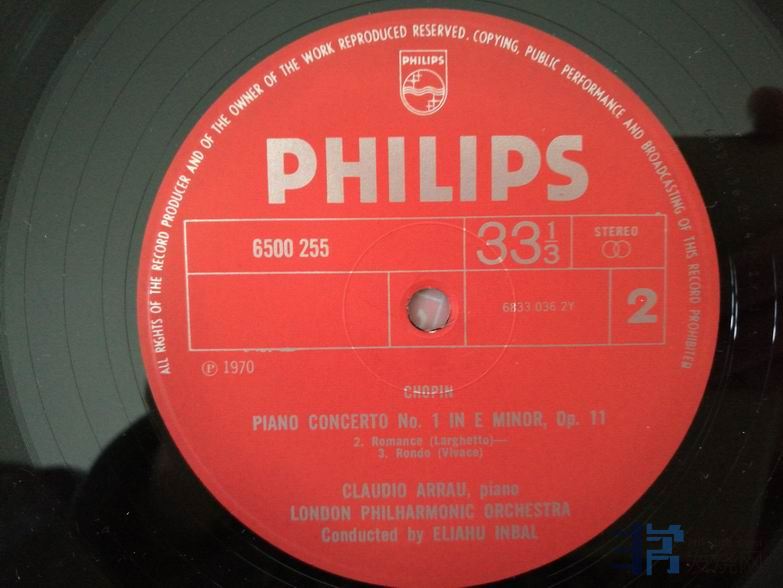 ALL RIGHTS OF THE RECORD PRODUCER AND OF THE OWNER OF THE WORK REPRODUCED RESERVED. COPYING, PUBLIC PERFORMANCE AND BROADCASTING OF THIS RECORD PROHIBITED
PHILIPS
PHILIPS
6500 255
33 1/3
STEREO
6833 036 2Y
2
Ⓟ 1970
CHOPIN
PIANO CONCERTO No. 1 IN E MINOR, Op. 11
2. Romance (Larghetto)—
3. Rondo (Vivace)
CLAUDIO ARRAU, piano
LONDON PHILHARMONIC ORCHESTRA
Conducted by ELIAHU INBAL